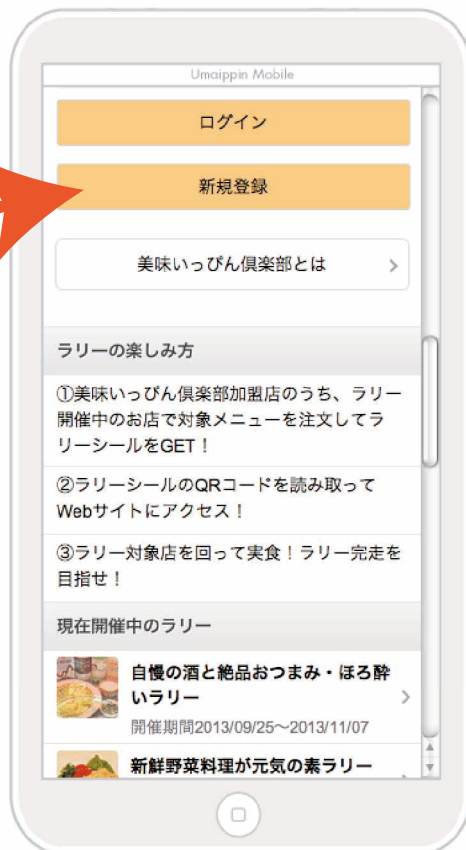 Umaippin Mobile
ログイン
新規登録
美味いっぴん倶楽部とは
ラリーの楽しみ方
①美味いっぴん倶楽部加盟店のうち、ラリー
開催中のお店で対象メニューを注文してラ
リーシールをGET！
②ラリーシールのQRコードを読み取って
Webサイトにアクセス！
③ラリー対象店を回って実食！ラリー完走を
目指せ！
現在開催中のラリー
自慢の酒と絶品おつまみ・ほろ酔
いラリー
開催期間2013/09/25〜2013/11/07
新鮮野菜料理が元気の素ラリー